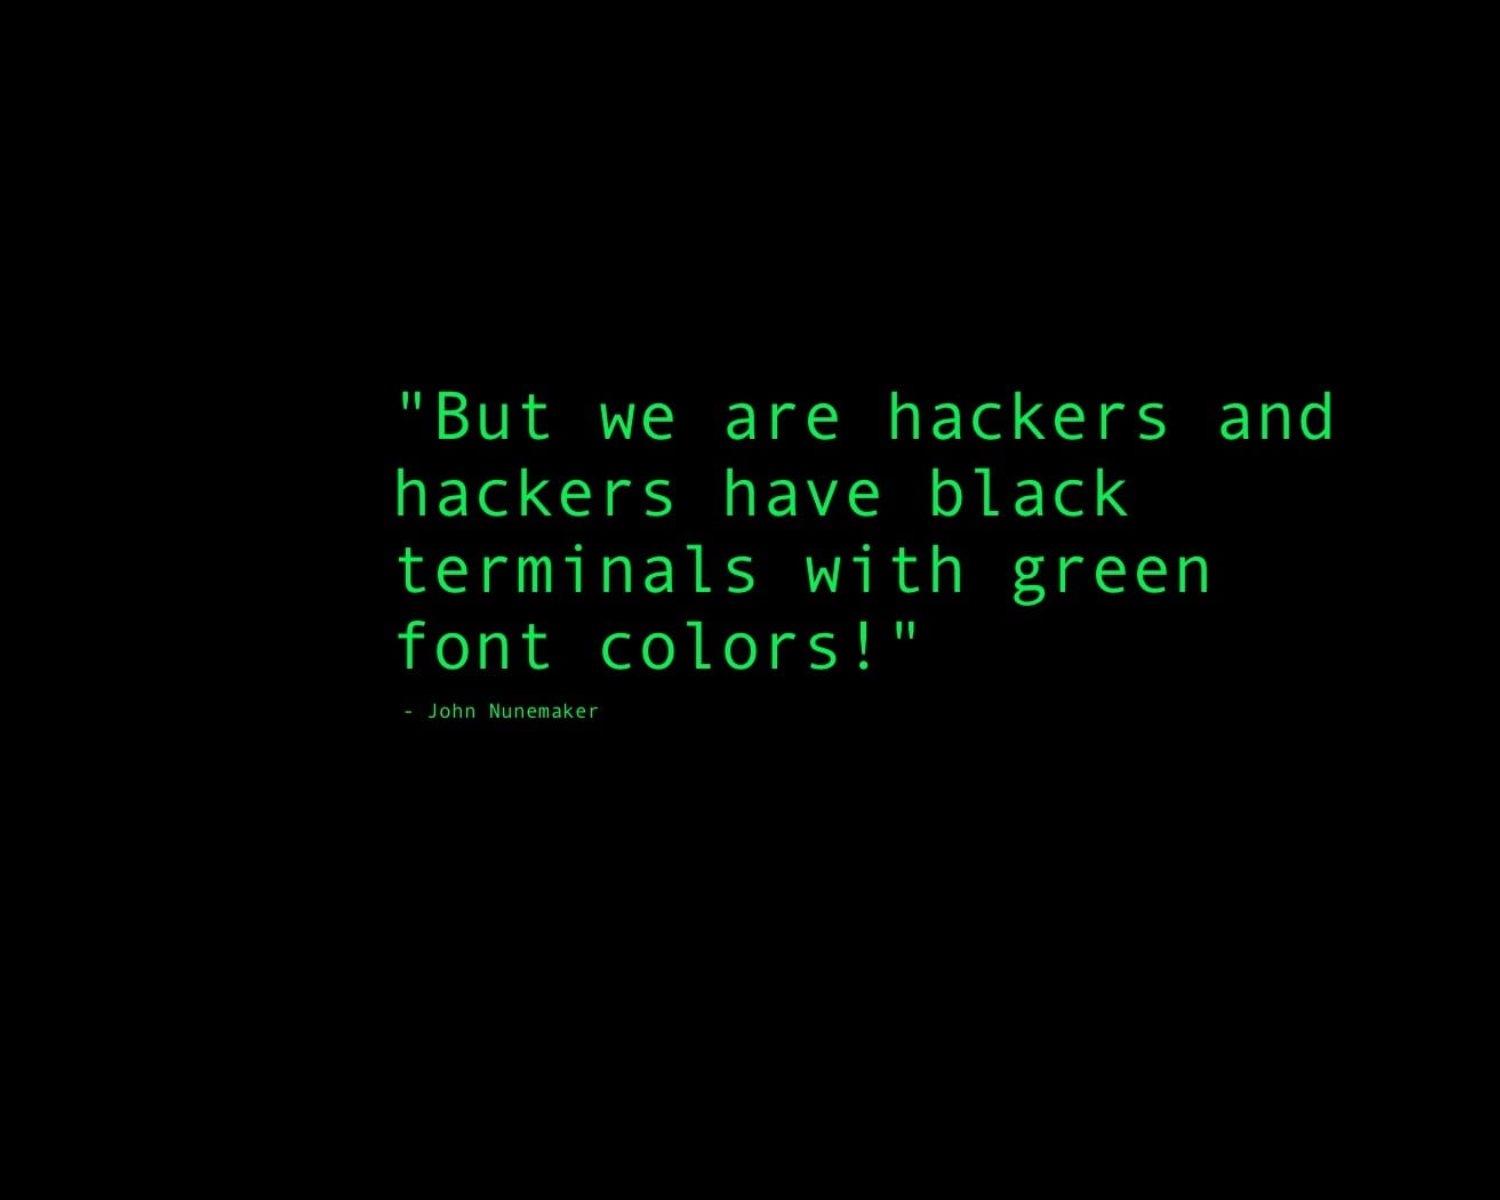 "But we are hackers and
hackers have black
terminals with green
font colors!"
- John Nunemaker